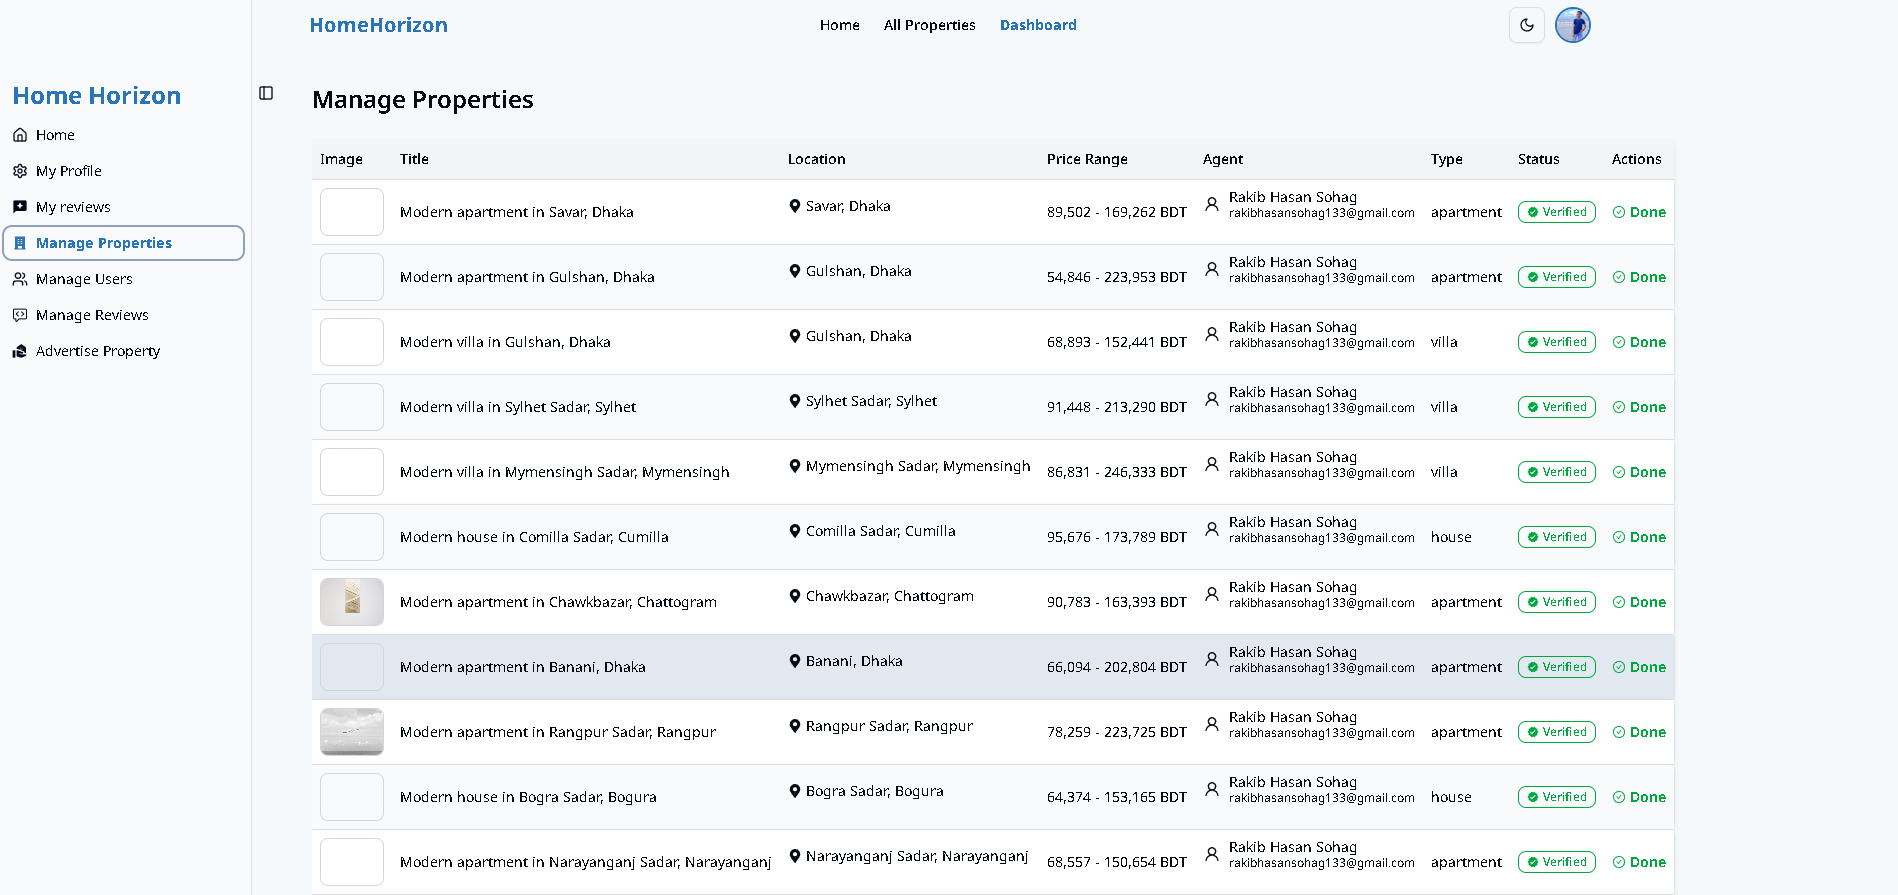 HomeHorizon
Home All Properties Dashboard
Home Horizon
Home
My Profile
My reviews
Manage Properties
Manage Users
Manage Reviews
Advertise Property
Manage Properties
Image Title Location Price Range Agent Type Status Actions
Modern apartment in Savar, Dhaka Savar, Dhaka 89,502 - 169,262 BDT Rakib Hasan Sohag apartment Verified Done
rakibhasansohag133@gmail.com
Modern apartment in Gulshan, Dhaka Gulshan, Dhaka 54,846 - 223,953 BDT Rakib Hasan Sohag apartment Verified Done
rakibhasansohag133@gmail.com
Modern villa in Gulshan, Dhaka Gulshan, Dhaka 68,893 - 152,441 BDT Rakib Hasan Sohag villa Verified Done
rakibhasansohag133@gmail.com
Modern villa in Sylhet Sadar, Sylhet Sylhet Sadar, Sylhet 91,448 - 213,290 BDT Rakib Hasan Sohag villa Verified Done
rakibhasansohag133@gmail.com
Modern villa in Mymensingh Sadar, Mymensingh Mymensingh Sadar, Mymensingh 86,831 - 246,333 BDT Rakib Hasan Sohag villa Verified Done
rakibhasansohag133@gmail.com
Modern house in Comilla Sadar, Cumilla Comilla Sadar, Cumilla 95,676 - 173,789 BDT Rakib Hasan Sohag house Verified Done
rakibhasansohag133@gmail.com
Modern apartment in Chawkbazar, Chattogram Chawkbazar, Chattogram 90,783 - 163,393 BDT Rakib Hasan Sohag apartment Verified Done
rakibhasansohag133@gmail.com
Modern apartment in Banani, Dhaka Banani, Dhaka 66,094 - 202,804 BDT Rakib Hasan Sohag apartment Verified Done
rakibhasansohag133@gmail.com
Modern apartment in Rangpur Sadar, Rangpur Rangpur Sadar, Rangpur 78,259 - 223,725 BDT Rakib Hasan Sohag apartment Verified Done
rakibhasansohag133@gmail.com
Modern house in Bogra Sadar, Bogura Bogra Sadar, Bogura 64,374 - 153,165 BDT Rakib Hasan Sohag house Verified Done
rakibhasansohag133@gmail.com
Modern apartment in Narayanganj Sadar, Narayanganj Narayanganj Sadar, Narayanganj 68,557 - 150,654 BDT Rakib Hasan Sohag apartment Verified Done
rakibhasansohag133@gmail.com